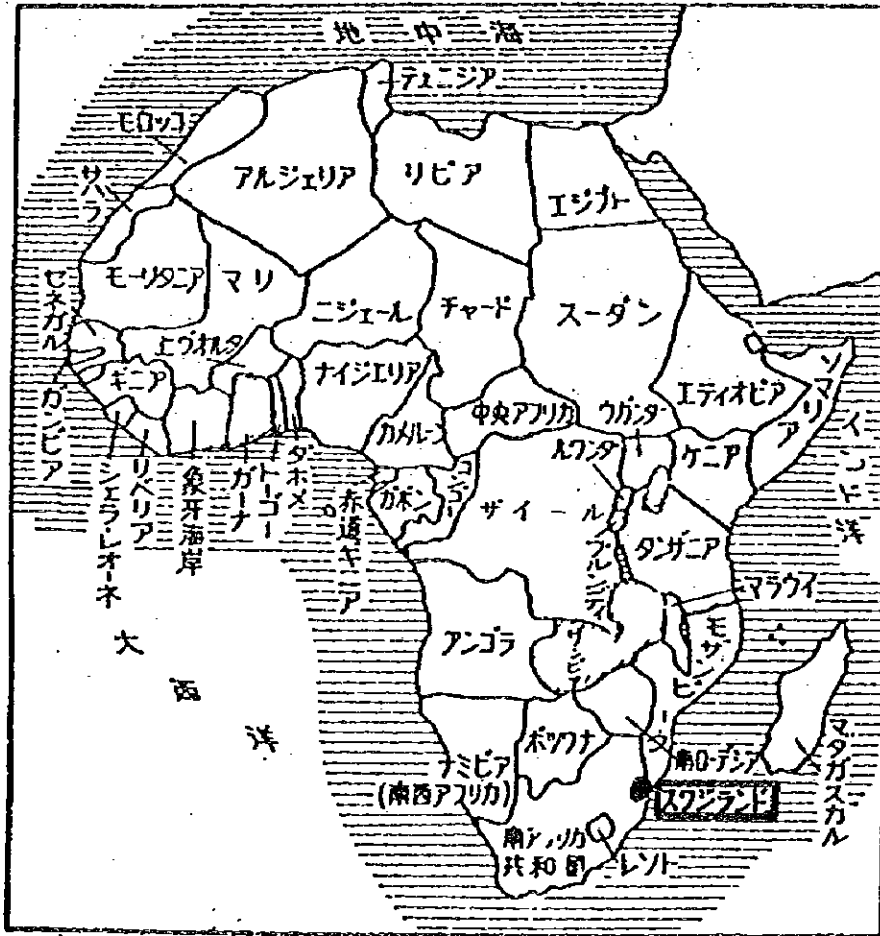 地中海
テュニジア
モロッコ
アルジェリア
リビア
エジプト
サハラ
モーリタニア
マリ
ニジェール
チャード
スーダン
セネガル
ガンビア
上ヴォルタ
ギニア
ナイジェリア
エティオピア
ソマリア
中央アフリカ
ウガンダ
カメルーン
ルワンダ
ケニア
インド洋
シェラ・レオーネ
リベリア
象牙海岸
ガーナ
トーゴー
ダホメ
赤道ギニア
ガボン
コンゴー
ザイール
ブルンディ
タンザニア
マラウイ
大西洋
アンゴラ
ザンビア
モザンビーク
ナミビア
(南西アフリカ)
ボツワナ
南ローデシア
マダガスカル
スワジランド
南アフリカ
共和国
レソト